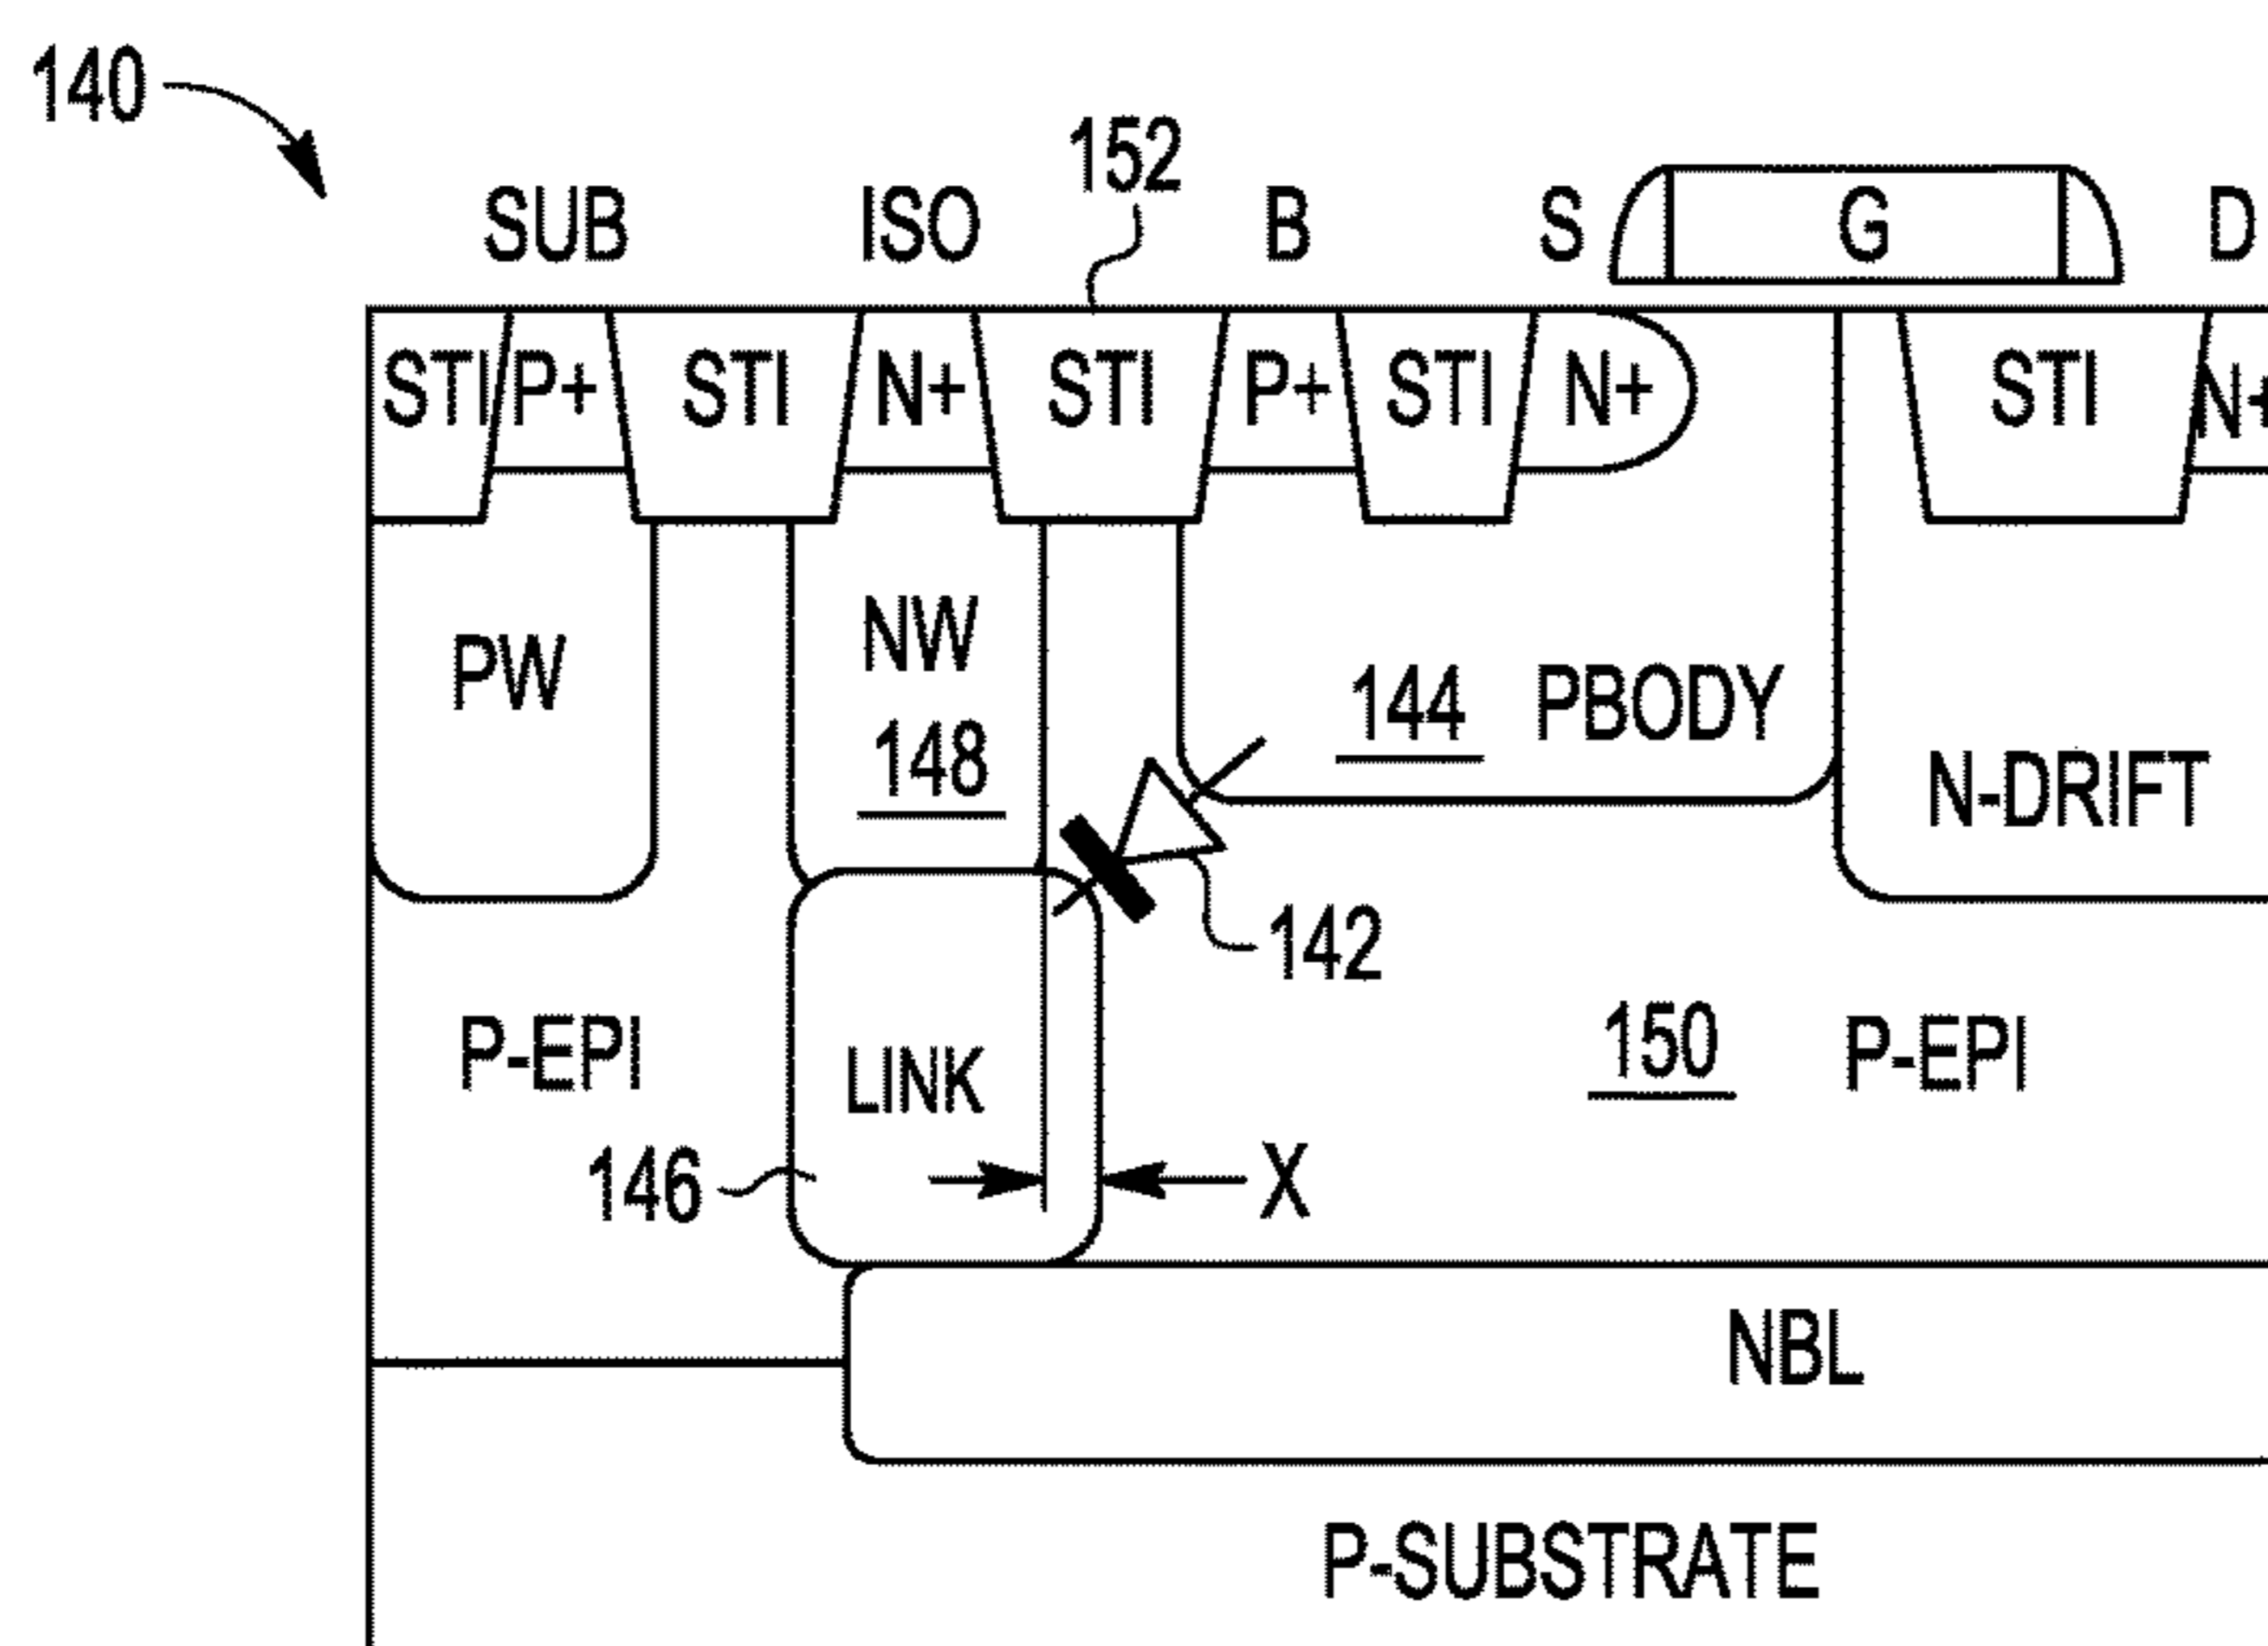 140
152
SUB ISO B S G D
STI P+ STI N+ STI P+ STI N+ STI N+
PW NW 144 PBODY
148 N-DRIFT
142
P-EPI LINK 150 P-EPI
146 X
NBL
P-SUBSTRATE